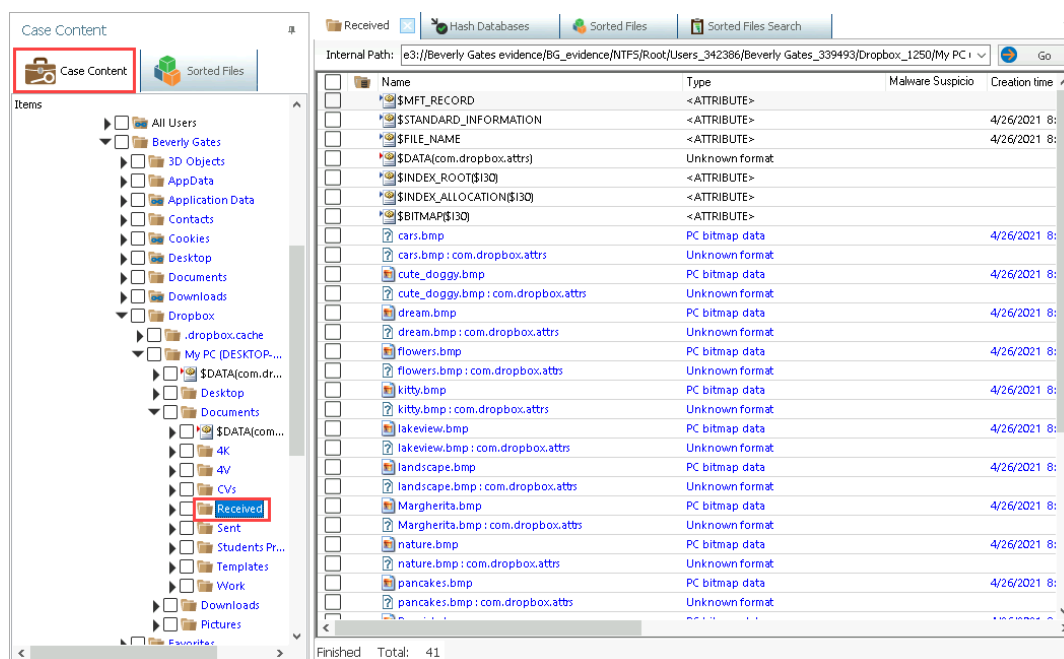 Case Content
Case Content
Sorted Files
Items
All Users
Beverly Gates
3D Objects
AppData
Application Data
Contacts
Cookies
Desktop
Documents
Downloads
Dropbox
.dropbox.cache
My PC (DESKTOP-...
$DATA(com.dr...
Desktop
Documents
$DATA(com...
4K
4V
CVs
Received
Sent
Students Pr...
Templates
Work
Downloads
Pictures
Favorites
Received
Hash Databases
Sorted Files
Sorted Files Search
Internal Path: e3://Beverly Gates evidence/BG_evidence/NTFS/Root/Users_342386/Beverly Gates_339493/Dropbox_1250/My PC Go
Name Type Malware Suspicio Creation time
$MFT_RECORD <ATTRIBUTE>
$STANDARD_INFORMATION <ATTRIBUTE> 4/26/2021 8:
$FILE_NAME <ATTRIBUTE> 4/26/2021 8:
$DATA(com.dropbox.attrs) Unknown format
$INDEX_ROOT($I30) <ATTRIBUTE>
$INDEX_ALLOCATION($I30) <ATTRIBUTE>
$BITMAP($I30) <ATTRIBUTE>
cars.bmp PC bitmap data 4/26/2021 8:
cars.bmp : com.dropbox.attrs Unknown format
cute_doggy.bmp PC bitmap data 4/26/2021 8:
cute_doggy.bmp : com.dropbox.attrs Unknown format
dream.bmp PC bitmap data 4/26/2021 8:
dream.bmp : com.dropbox.attrs Unknown format
flowers.bmp PC bitmap data 4/26/2021 8:
flowers.bmp : com.dropbox.attrs Unknown format
kitty.bmp PC bitmap data 4/26/2021 8:
kitty.bmp : com.dropbox.attrs Unknown format
lakeview.bmp PC bitmap data 4/26/2021 8:
lakeview.bmp : com.dropbox.attrs Unknown format
landscape.bmp PC bitmap data 4/26/2021 8:
landscape.bmp : com.dropbox.attrs Unknown format
Margherita.bmp PC bitmap data 4/26/2021 8:
Margherita.bmp : com.dropbox.attrs Unknown format
nature.bmp PC bitmap data 4/26/2021 8:
nature.bmp : com.dropbox.attrs Unknown format
pancakes.bmp PC bitmap data 4/26/2021 8:
pancakes.bmp : com.dropbox.attrs Unknown format
Finished Total: 41